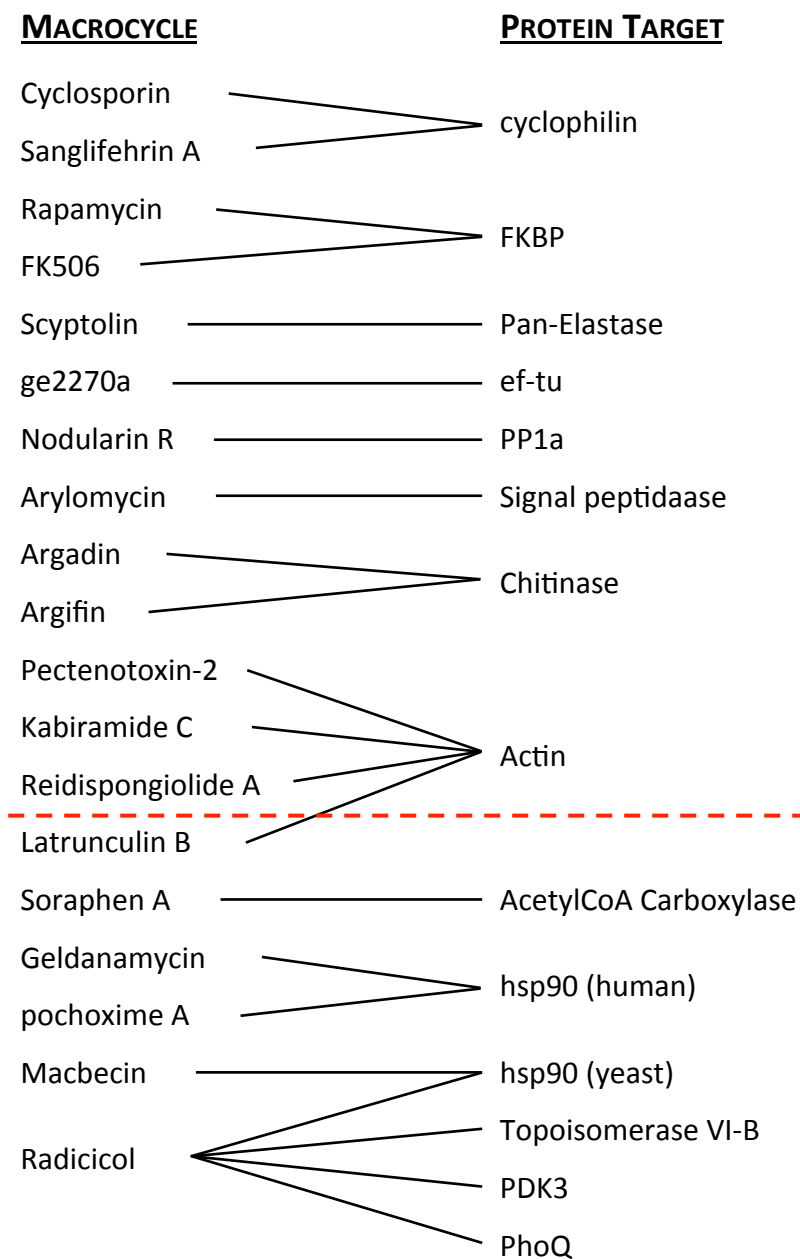 MACROCYCLE PROTEIN TARGET
Cyclosporin
cyclophilin
Sanglifehrin A
Rapamycin
FKBP
FK506
Scyptolin Pan-Elastase
ge2270a ef-tu
Nodularin R PP1a
Arylomycin Signal peptidaase
Argadin
Chitinase
Argifin
Pectenotoxin-2
Kabiramide C
Actin
Reidispongiolide A
Latrunculin B
Soraphen A AcetylCoA Carboxylase
Geldanamycin
hsp90 (human)
pochoxime A
Macbecin hsp90 (yeast)
Topoisomerase VI-B
Radicicol
PDK3
PhoQ